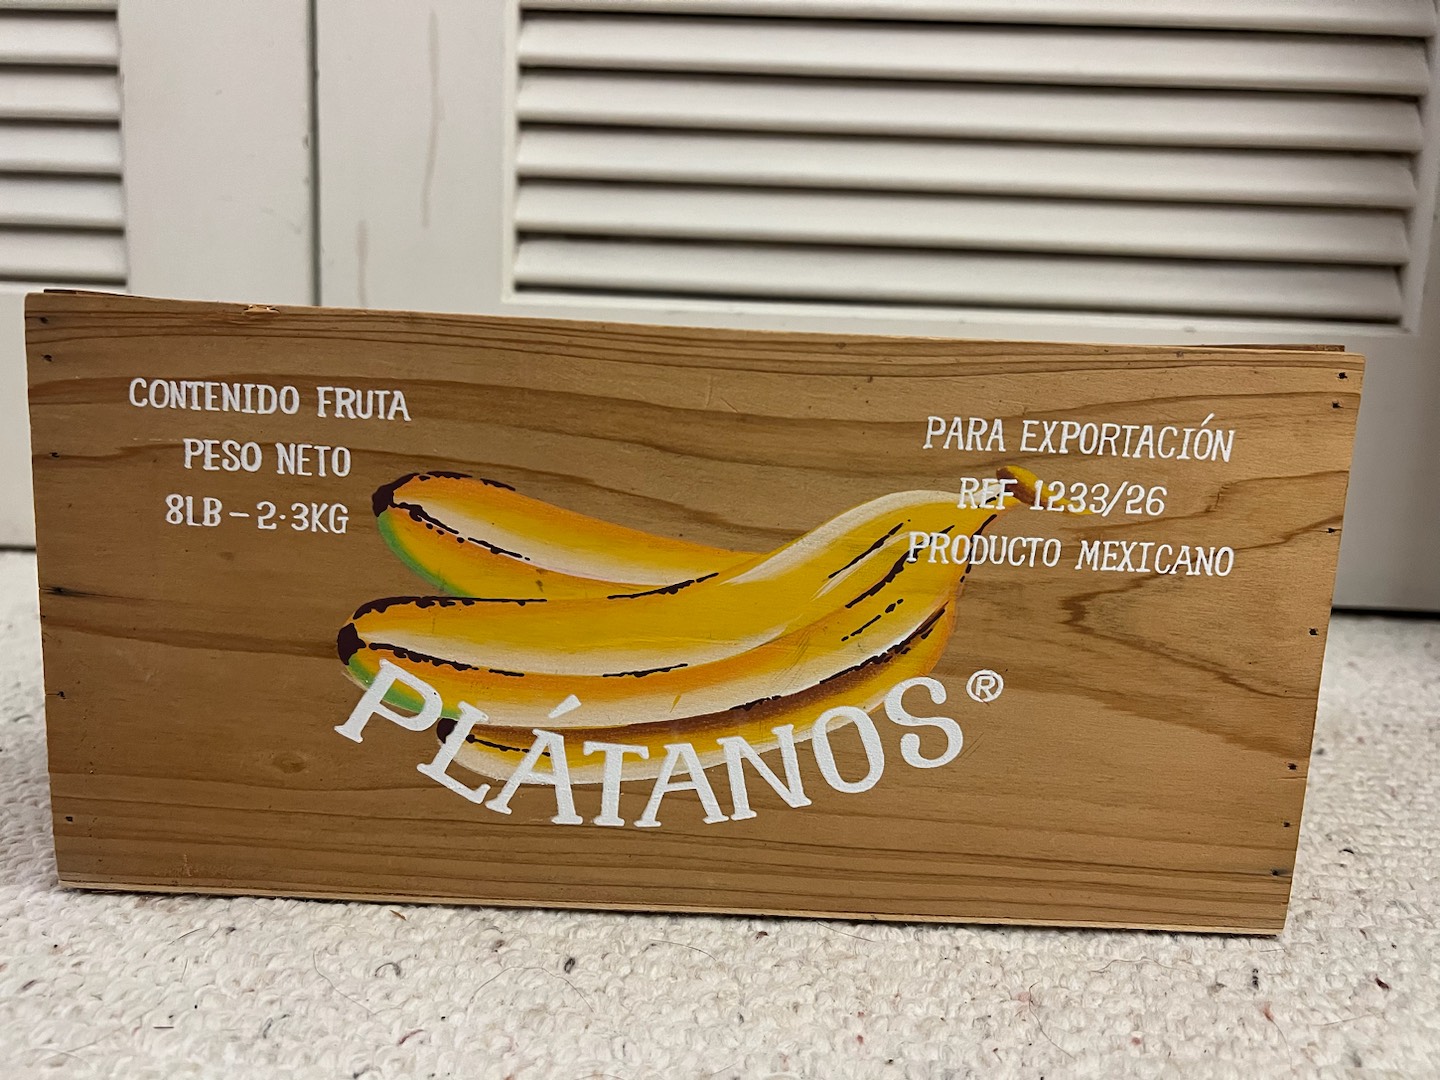 CONTENIDO FRUTA
PESO NETO
8LB-2.3KG
PARA EXPORTACIÓN
REF 1233/26
PRODUCTO MEXICANO
PLÁTANOS®